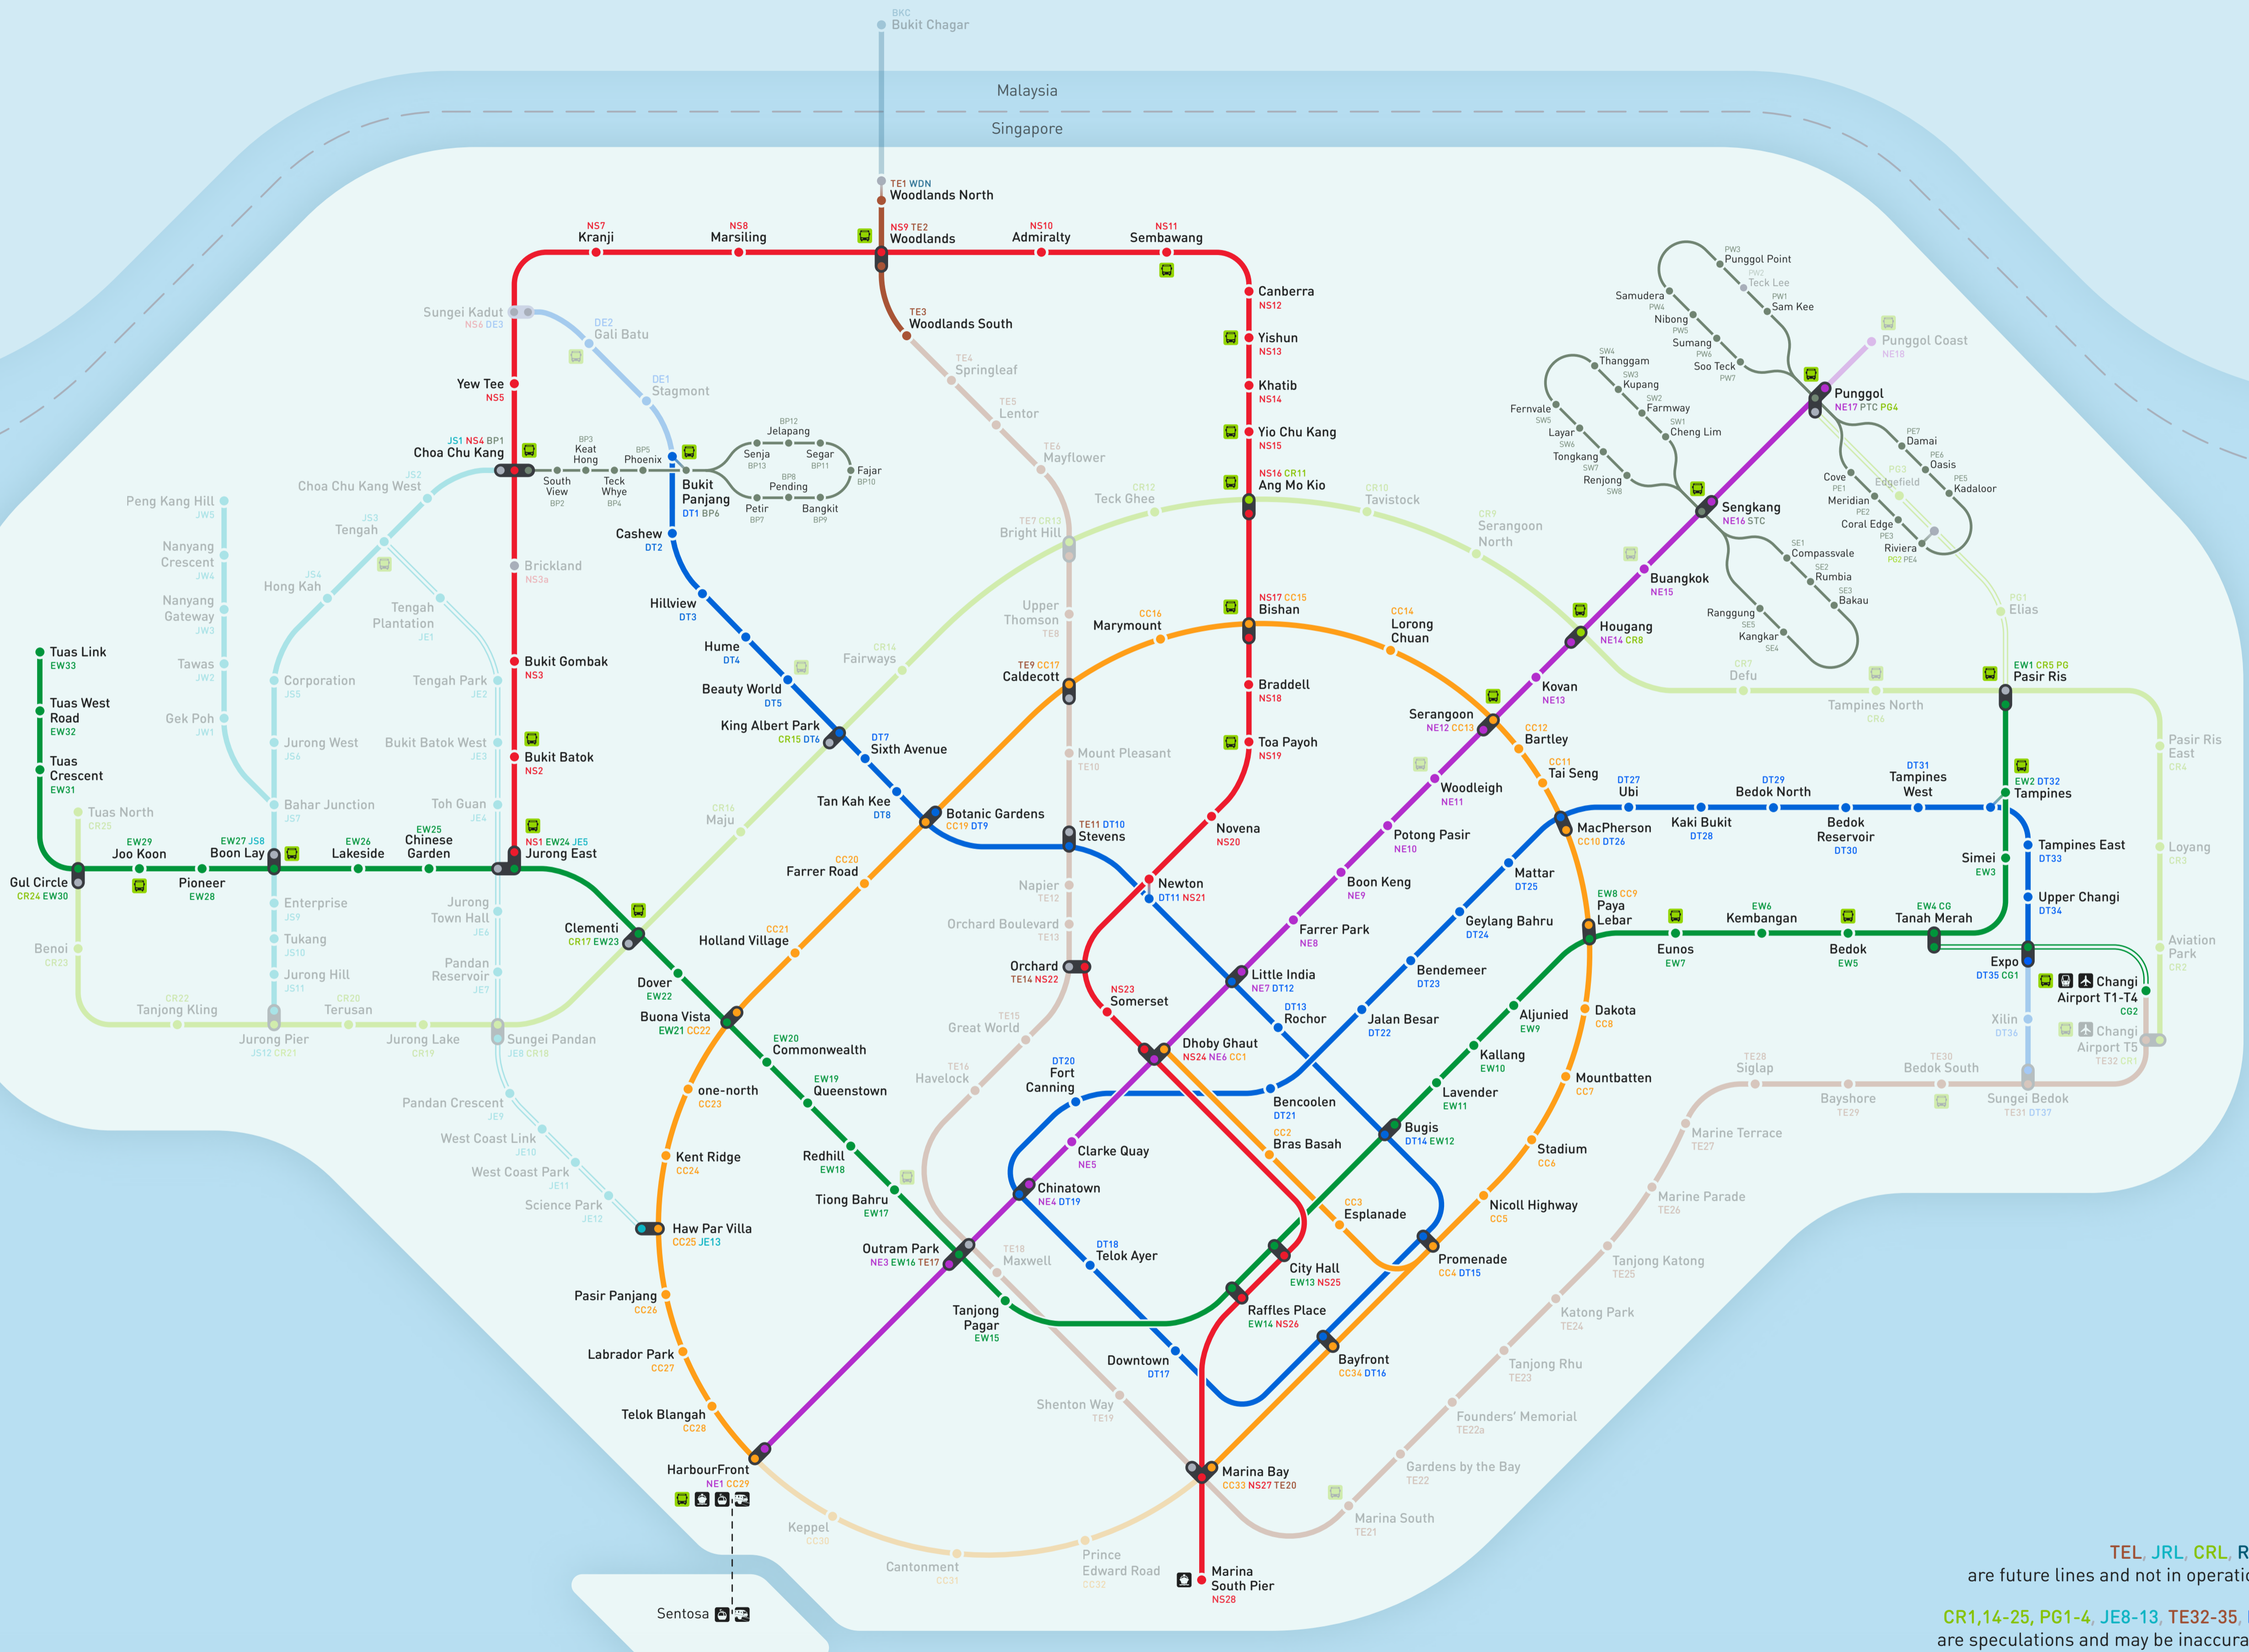 BKC
Bukit Chagar
Malaysia
Singapore
TE1 WDN
Woodlands North
NS7
Kranji
NS8
Marsiling
NS9 TE2
Woodlands
NS10
Admiralty
NS11
Sembawang
Canberra
NS12
Yishun
NS13
Khatib
NS14
Yio Chu Kang
NS15
NS16 CR11
Ang Mo Kio
NS17 CC15
Bishan
Braddell
NS18
Toa Payoh
NS19
Novena
NS20
Newton
DT11 NS21
Orchard
TE14 NS22
NS23
Somerset
Dhoby Ghaut
NS24 NE6 CC1
City Hall
EW13 NS25
Raffles Place
EW14 NS26
Marina Bay
CC33 NS27 TE20
Marina
South Pier
NS28
Sungei Kadut
NS6 DE3
DE2
Gali Batu
DE1
Stagmont
Yew Tee
NS5
JS1 NS4 BP1
Choa Chu Kang
Brickland
NS3a
Bukit Gombak
NS3
Bukit Batok
NS2
NS1 EW24 JE5
Jurong East
South
View
BP2
BP3
Keat
Hong
Teck
Whye
BP4
BP5
Phoenix
Bukit
Panjang
DT1 BP6
Petir
BP7
BP8
Pending
Bangkit
BP9
Fajar
BP10
Segar
BP11
BP12
Jelapang
Senja
BP13
Cashew
DT2
Hillview
DT3
Hume
DT4
Beauty World
DT5
King Albert Park
CR15 DT6
DT7
Sixth Avenue
Tan Kah Kee
DT8
Botanic Gardens
CC19 DT9
TE11 DT10
Stevens
Little India
NE7 DT12
DT13
Rochor
Bugis
DT14 EW12
Promenade
CC4 DT15
Bayfront
CC34 DT16
Downtown
DT17
DT18
Telok Ayer
Chinatown
NE4 DT19
DT20
Fort
Canning
Bencoolen
DT21
Jalan Besar
DT22
Bendemeer
DT23
Geylang Bahru
DT24
Mattar
DT25
MacPherson
CC10 DT26
DT27
Ubi
Kaki Bukit
DT28
DT29
Bedok North
Bedok
Reservoir
DT30
DT31
Tampines
West
EW2 DT32
Tampines
Tampines East
DT33
Upper Changi
DT34
Expo
DT35 CG1
Xilin
DT36
Sungei Bedok
TE31 DT37
TE3
Woodlands South
TE4
Springleaf
TE5
Lentor
TE6
Mayflower
TE7 CR13
Bright Hill
Upper
Thomson
TE8
TE9 CC17
Caldecott
Mount Pleasant
TE10
Napier
TE12
Orchard Boulevard
TE13
TE15
Great World
TE16
Havelock
Outram Park
NE3 EW16 TE17
TE18
Maxwell
Shenton Way
TE19
Marina South
TE21
Gardens by the Bay
TE22
Founders' Memorial
TE22a
Tanjong Rhu
TE23
Katong Park
TE24
Tanjong Katong
TE25
Marine Parade
TE26
Marine Terrace
TE27
TE28
Siglap
Bayshore
TE29
TE30
Bedok South
Changi
Airport T5
TE32 CR1
Changi
Airport T1-T4
CG2
Aviation
Park
CR2
Loyang
CR3
Pasir Ris
East
CR4
EW1 CR5 PG
Pasir Ris
Tampines North
CR6
CR7
Defu
Hougang
NE14 CR8
CR9
Serangoon
North
CR10
Tavistock
CR12
Teck Ghee
CR14
Fairways
CR16
Maju
Clementi
CR17 EW23
Sungei Pandan
JE8 CR18
Jurong Lake
CR19
CR20
Terusan
Jurong Pier
JS12 CR21
CR22
Tanjong Kling
Benoi
CR23
Gul Circle
CR24 EW30
Tuas North
CR25
PG1
Elias
Riviera
PG2 PE4
PG3
Edgefield
Punggol
NE17 PTC PG4
Punggol Coast
NE18
PW3
Punggol Point
PW2
Teck Lee
PW1
Sam Kee
Samudera
PW4
Nibong
PW5
Sumang
PW6
Soo Teck
PW7
PE7
Damai
PE6
Oasis
PE5
Kadaloor
Cove
PE1
Meridian
PE2
Coral Edge
PE3
SW4
Thanggam
SW3
Kupang
SW2
Farmway
SW1
Cheng Lim
Fernvale
SW5
Layar
SW6
Tongkang
SW7
Renjong
SW8
Sengkang
NE16 STC
SE1
Compassvale
SE2
Rumbia
SE3
Bakau
Ranggung
SE5
Kangkar
SE4
Buangkok
NE15
Kovan
NE13
Serangoon
NE12 CC13
Woodleigh
NE11
Potong Pasir
NE10
Boon Keng
NE9
Farrer Park
NE8
Clarke Quay
NE5
HarbourFront
NE1 CC29
CC2
Bras Basah
CC3
Esplanade
Nicoll Highway
CC5
Stadium
CC6
Mountbatten
CC7
Dakota
CC8
EW8 CC9
Paya
Lebar
CC11
Tai Seng
CC12
Bartley
CC14
Lorong
Chuan
CC16
Marymount
CC20
Farrer Road
CC21
Holland Village
Buona Vista
EW21 CC22
one-north
CC23
Kent Ridge
CC24
Haw Par Villa
CC25 JE13
Pasir Panjang
CC26
Labrador Park
CC27
Telok Blangah
CC28
Keppel
CC30
Cantonment
CC31
Prince
Edward Road
CC32
Sentosa
Simei
EW3
EW4 CG
Tanah Merah
Bedok
EW5
EW6
Kembangan
Eunos
EW7
Aljunied
EW9
Kallang
EW10
Lavender
EW11
Tanjong
Pagar
EW15
Tiong Bahru
EW17
Redhill
EW18
EW19
Queenstown
EW20
Commonwealth
Dover
EW22
EW25
Chinese
Garden
EW26
Lakeside
EW27 JS8
Boon Lay
Pioneer
EW28
EW29
Joo Koon
Tuas
Crescent
EW31
Tuas West
Road
EW32
Tuas Link
EW33
JS2
Choa Chu Kang West
JS3
Tengah
JS4
Hong Kah
Corporation
JS5
Jurong West
JS6
Bahar Junction
JS7
Enterprise
JS9
Tukang
JS10
Jurong Hill
JS11
Peng Kang Hill
JW5
Nanyang
Crescent
JW4
Nanyang
Gateway
JW3
Tawas
JW2
Gek Poh
JW1
Tengah
Plantation
JE1
Tengah Park
JE2
Bukit Batok West
JE3
Toh Guan
JE4
Jurong
Town Hall
JE6
Pandan
Reservoir
JE7
Pandan Crescent
JE9
West Coast Link
JE10
West Coast Park
JE11
Science Park
JE12
TEL, JRL, CRL, R
are future lines and not in operatio
CR1,14-25, PG1-4, JE8-13, TE32-35,
are speculations and may be inaccura